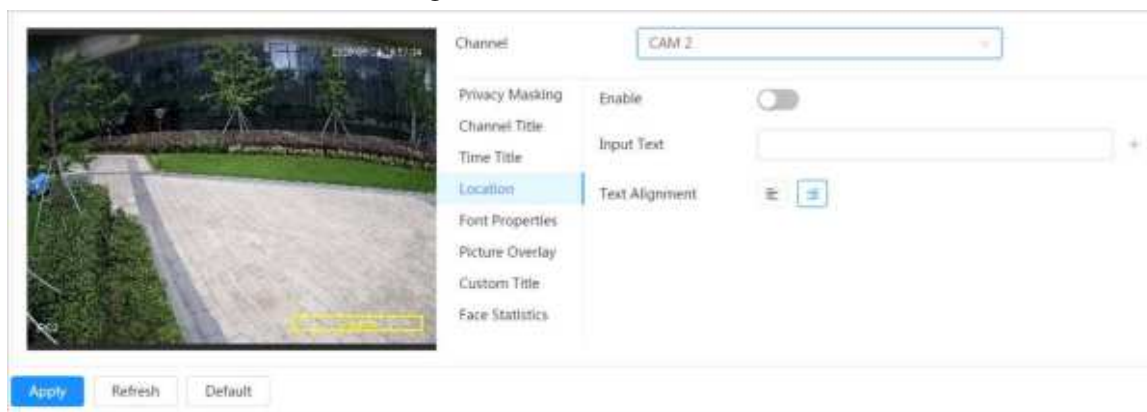 Channel
CAM 2
Privacy Masking
Enable
Channel Title
Input Text
+
Time Title
Location
Text Alignment
Font Properties
Picture Overlay
Custom Title
Face Statistics
Apply
Refresh
Default